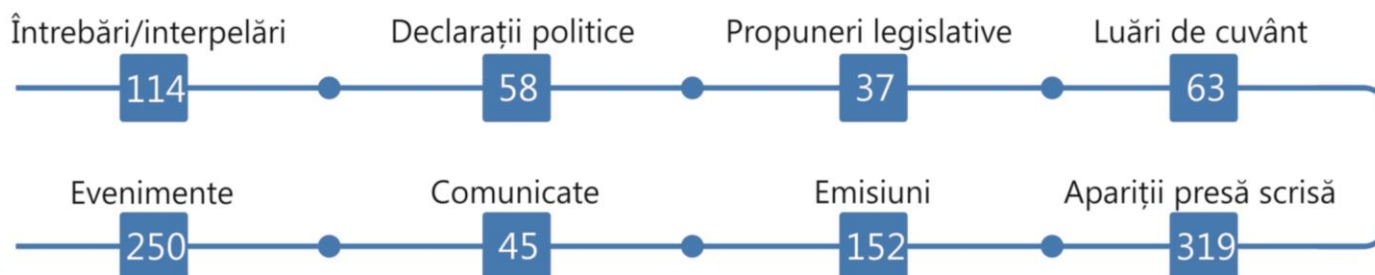 Întrebări/interpelări Declarații politice Propuneri legislative Luări de cuvânt
114 58 37 63
Evenimente Comunicate Emisiuni Apariții presă scrisă
250 45 152 319